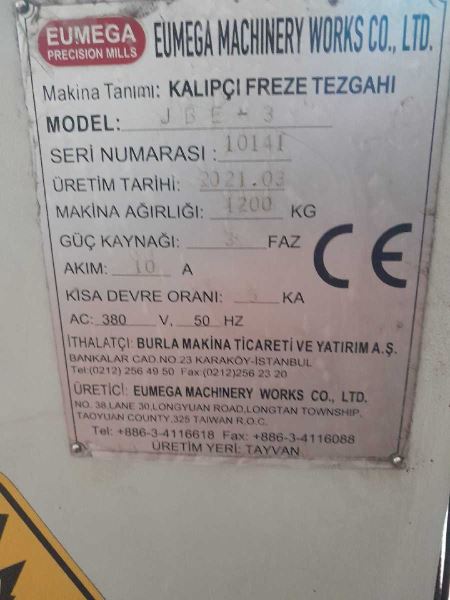 EUMEGA
PRECISION MILLS
EUMEGA MACHINERY WORKS CO., LTD.
Makina Tanımı: KALIPÇI FREZE TEZGAHI
MODEL: JBE-3
SERİ NUMARASI: 10141
ÜRETİM TARİHİ: 2021.03
MAKİNA AĞIRLIĞI: 1200 KG
GÜÇ KAYNAĞI: 3 FAZ
AKIM: 10 A
CE
KISA DEVRE ORANI: KA
AC: 380 V, 50 HZ
İTHALATÇI: BURLA MAKİNA TİCARETİ VE YATIRIM A.Ş.
BANKALAR CAD.NO.23 KARAKÖY-İSTANBUL
Tel:(0212) 256 49 50 Fax:(0212)256 23 20
ÜRETİCİ: EUMEGA MACHINERY WORKS CO., LTD.
NO. 38,LANE 30,LONGYUAN ROAD,LONGTAN TOWNSHIP,
TAOYUAN COUNTY,325 TAIWAN R.O.C.
Tel: +886-3-4116618 Fax: +886-3-4116088
ÜRETİM YERİ: TAYVAN